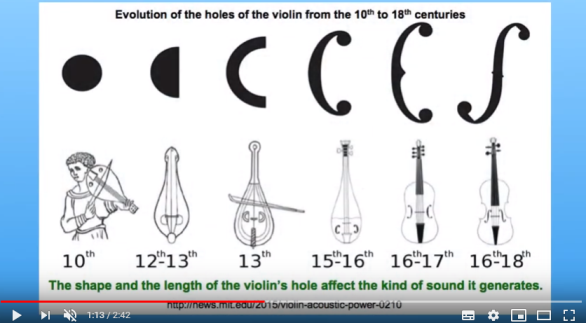 Evolution of the holes of the violin from the 10th to 18th centuries
10th 12th-13th 13th 15th-16th 16th-17th 16th-18th
The shape and the length of the violin's hole affect the kind of sound it generates.
http://news.mit.edu/2015/violin-acoustic-power-0210
1:13 / 2:42